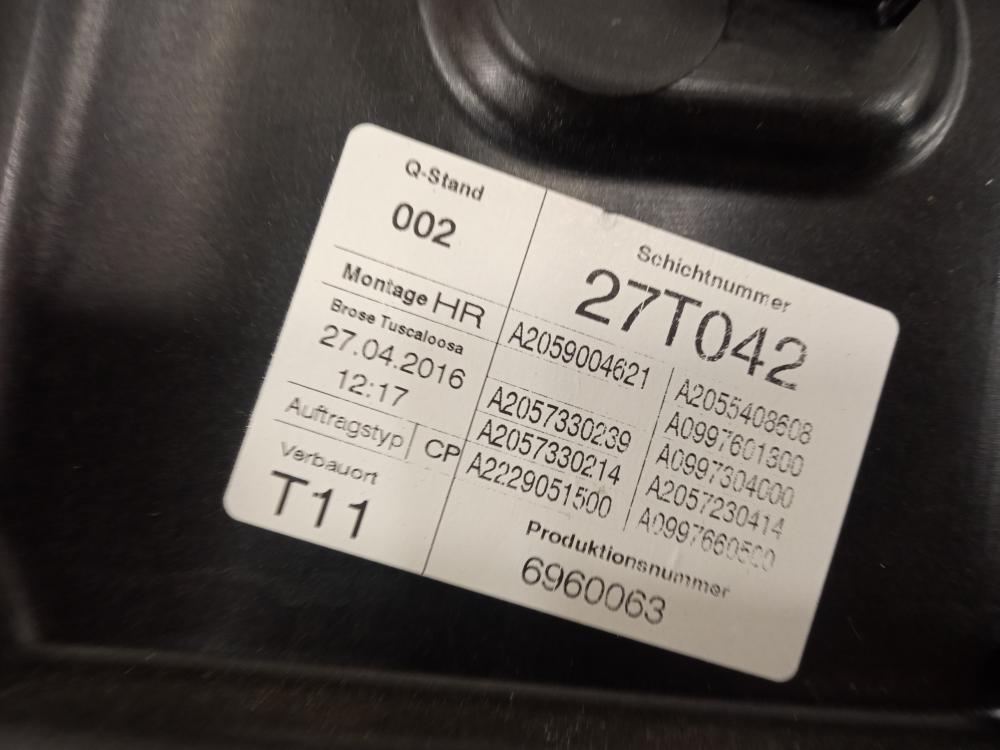 Q-Stand
002
Montage HR
Brose Tuscaloosa
27.04.2016
12:17
Auftragstyp CP
Verbauort
T11
Schichtnummer
27T042
A2059004621
A2057330239
A2057330214
A2229051500
A2055408608
A0997601300
A0997304000
A2057230414
A0997660500
Produktionsnummer
6960063